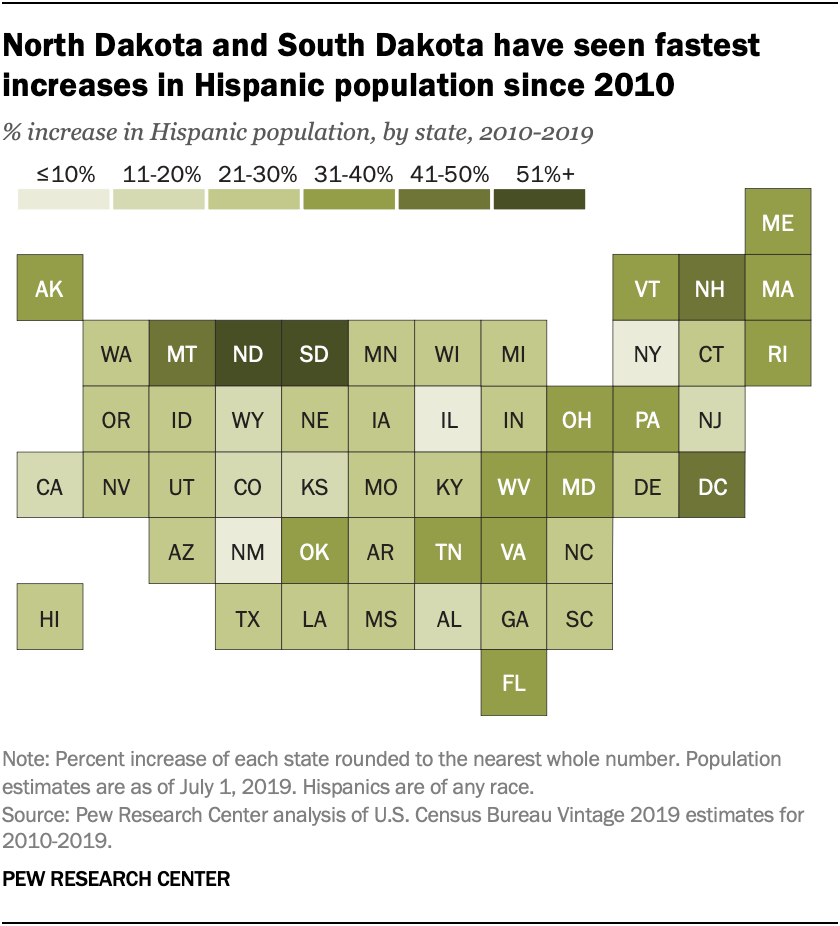 North Dakota and South Dakota have seen fastest
increases in Hispanic population since 2010
% increase in Hispanic population, by state, 2010-2019
≤10% 11-20% 21-30% 31-40% 41-50% 51%+
ME
AK VT NH MA
WA MT ND SD MN WI MI NY CT RI
OR ID WY NE IA IL IN OH PA NJ
CA NV UT CO KS MO KY WV MD DE DC
AZ NM OK AR TN VA NC
HI TX LA MS AL GA SC
FL
Note: Percent increase of each state rounded to the nearest whole number. Population
estimates are as of July 1, 2019. Hispanics are of any race.
Source: Pew Research Center analysis of U.S. Census Bureau Vintage 2019 estimates for
2010-2019.
PEW RESEARCH CENTER